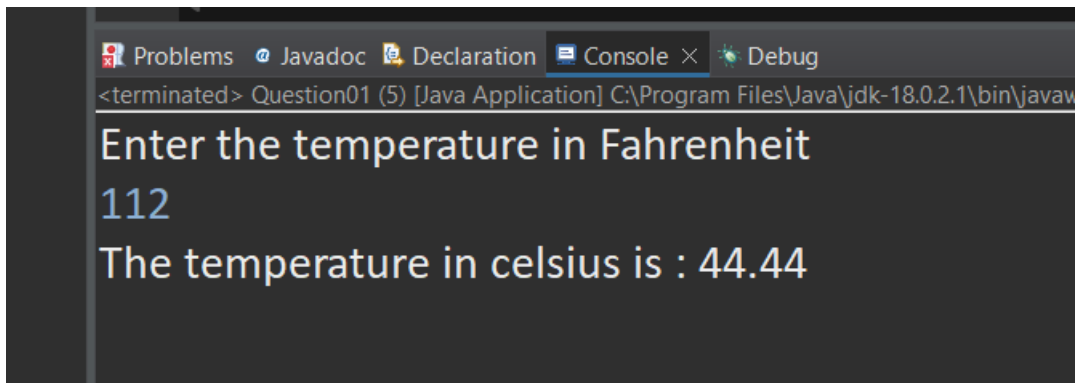 Problems @ Javadoc Declaration Console Debug
<terminated> Question01 (5) [Java Application] C:\Program Files\Java\jdk-18.0.2.1\bin\javaw
Enter the temperature in Fahrenheit
112
The temperature in celsius is : 44.44